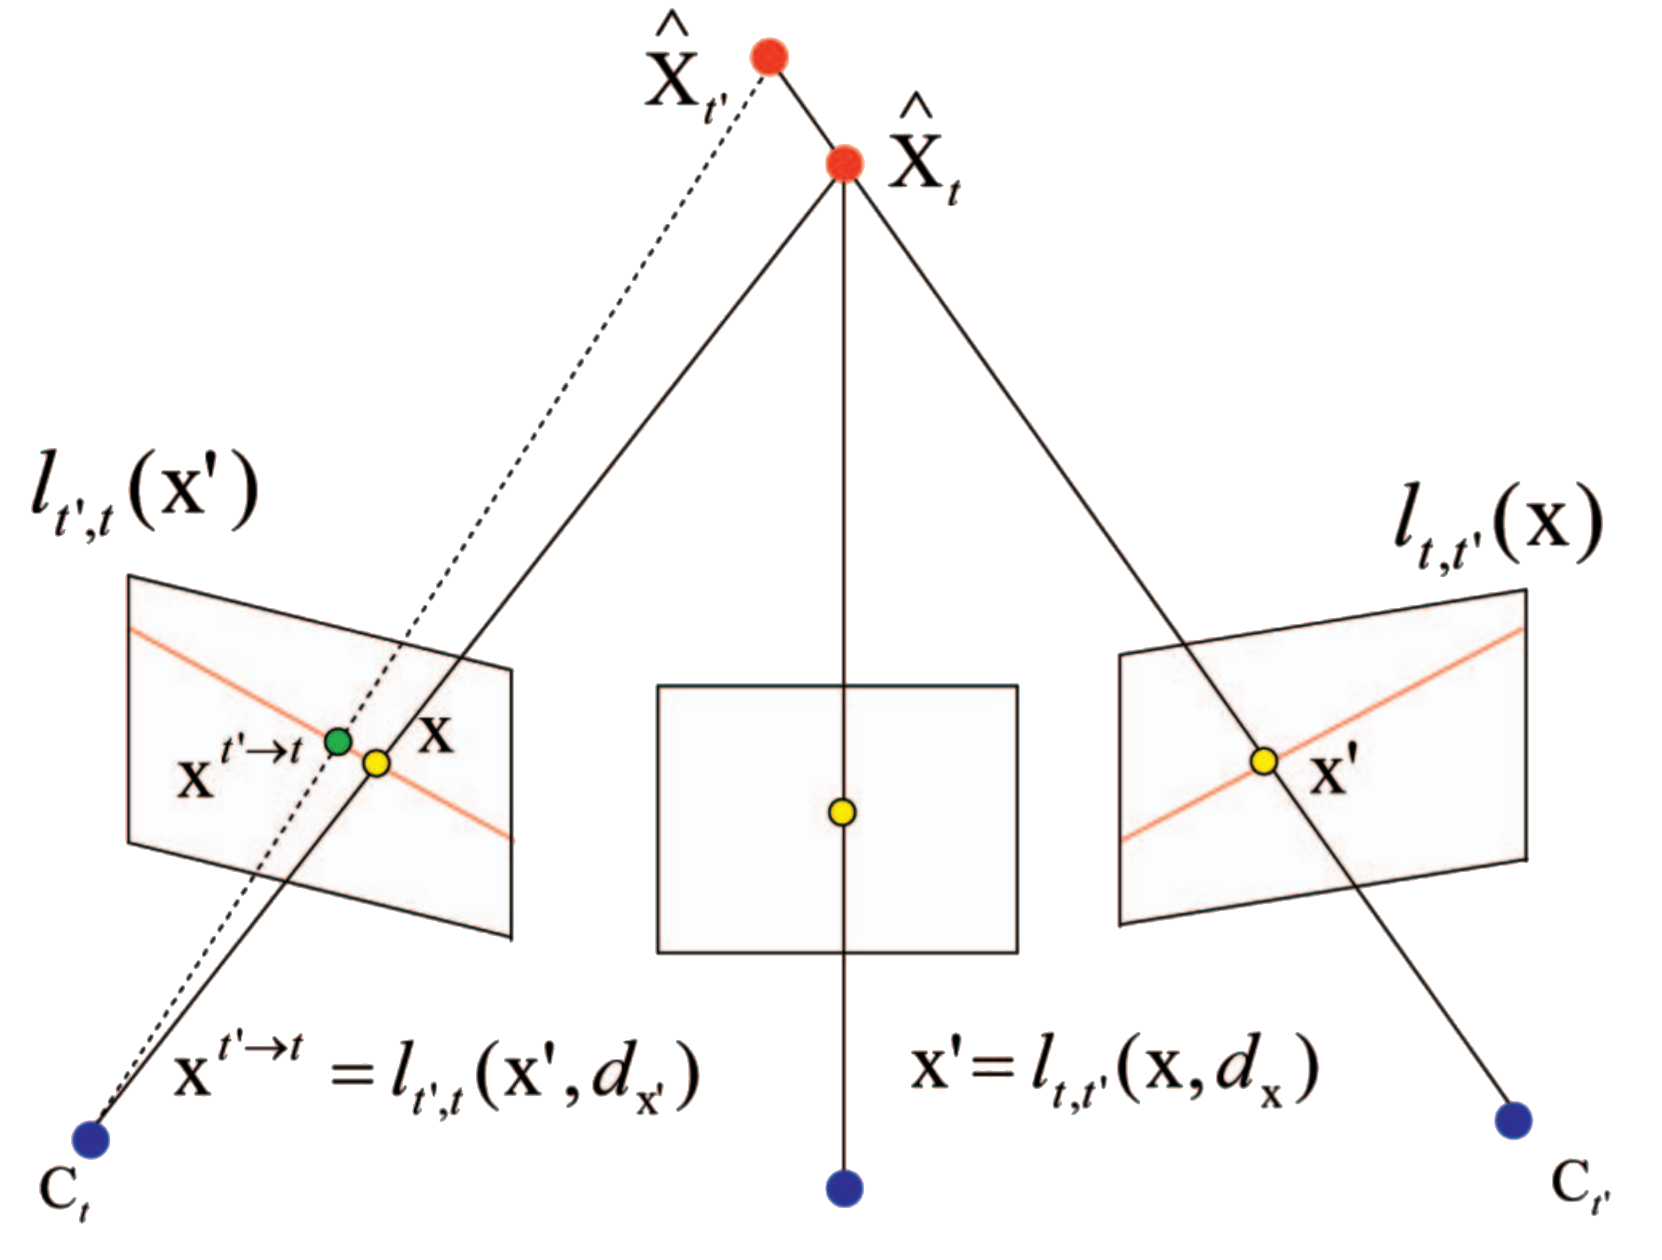 X̂ₜ'
X̂ₜ
lₜ',ₜ(x')
lₜ,ₜ'(x)
x
xᵗ'→ᵗ
x'
xᵗ'→ᵗ = lₜ',ₜ(x', dₓ')
x' = lₜ,ₜ'(x, dₓ)
Cₜ
Cₜ'